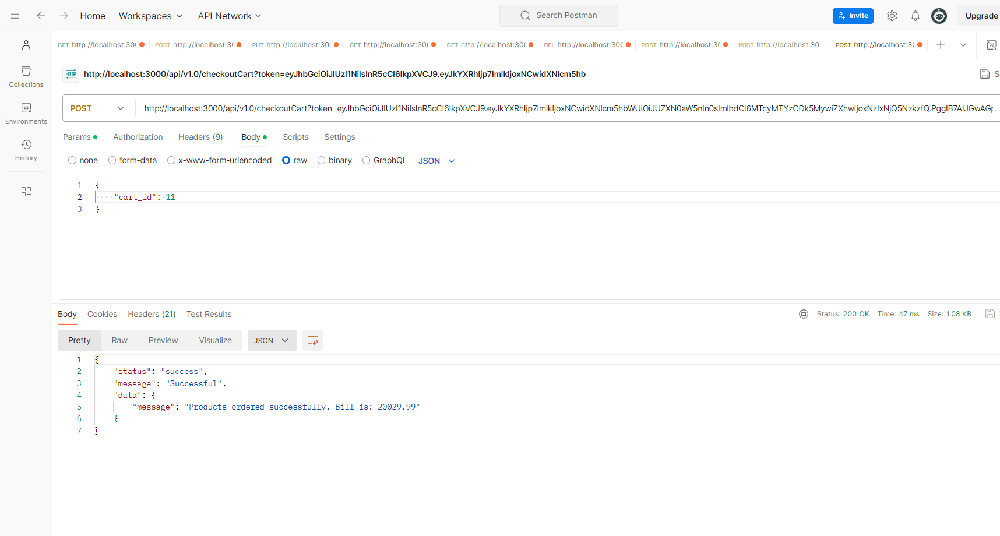 Home Workspaces API Network Search Postman Invite Upgrade
GET http://localhost:30 POST http://localhost:3 PUT http://localhost:30 GET http://localhost:30 GET http://localhost:30 DEL http://localhost:30 POST http://localhost:3 POST http://localhost:30 POST http://localhost:3
Collections
Environments
History
HTTP http://localhost:3000/api/v1.0/checkoutCart?token=eyJhbGciOiJIUzI1NiIsInR5cCI6IkpXVCJ9.eyJkYXRhIjp7ImlkIjoxNCwidXNlcm5hb
POST http://localhost:3000/api/v1.0/checkoutCart?token=eyJhbGciOiJIUzI1NiIsInR5cCI6IkpXVCJ9.eyJkYXRhIjp7ImlkIjoxNCwidXNlcm5hbWUiOiJUZXN0aW5nIn0sImlhdCI6MTcyMTYzODk5MywiZXhwIjoxNzIxNjQ5NzkzfQ.PggIB7AIJGwAGp...
Params Authorization Headers (9) Body Scripts Settings
none form-data x-www-form-urlencoded raw binary GraphQL JSON
1 {
2 "cart_id": 11
3 }
Body Cookies Headers (21) Test Results Status: 200 OK Time: 47 ms Size: 1.08 KB
Pretty Raw Preview Visualize JSON
1 {
2 "status": "success",
3 "message": "Successful",
4 "data": {
5 "message": "Products ordered successfully. Bill is: 20029.99"
6 }
7 }